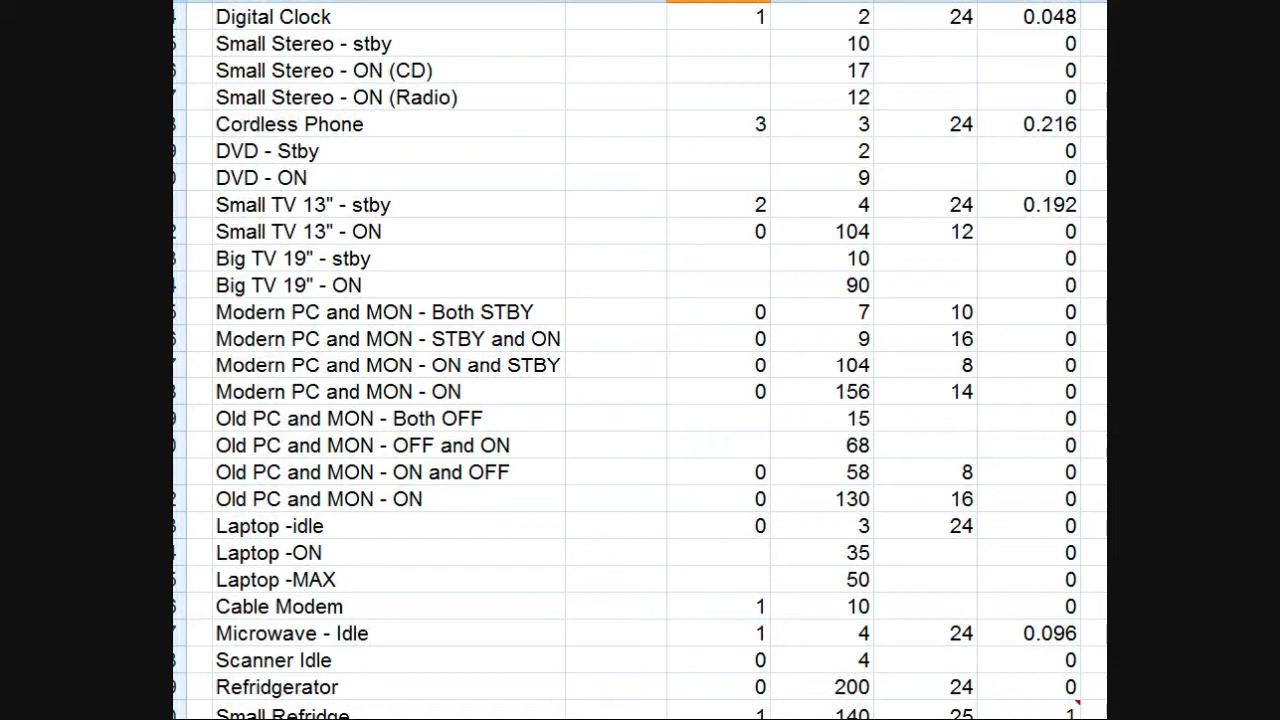 Digital Clock 1 2 24 0.048
Small Stereo - stby 10 0
Small Stereo - ON (CD) 17 0
Small Stereo - ON (Radio) 12 0
Cordless Phone 3 3 24 0.216
DVD - Stby 2 0
DVD - ON 9 0
Small TV 13" - stby 2 4 24 0.192
Small TV 13" - ON 0 104 12 0
Big TV 19" - stby 10 0
Big TV 19" - ON 90 0
Modern PC and MON - Both STBY 0 7 10 0
Modern PC and MON - STBY and ON 0 9 16 0
Modern PC and MON - ON and STBY 0 104 8 0
Modern PC and MON - ON 0 156 14 0
Old PC and MON - Both OFF 15 0
Old PC and MON - OFF and ON 68 0
Old PC and MON - ON and OFF 0 58 8 0
Old PC and MON - ON 0 130 16 0
Laptop -idle 0 3 24 0
Laptop -ON 35 0
Laptop -MAX 50 0
Cable Modem 1 10 0
Microwave - Idle 1 4 24 0.096
Scanner Idle 0 4 0
Refridgerator 0 200 24 0
Small Refridge 1 140 25 1